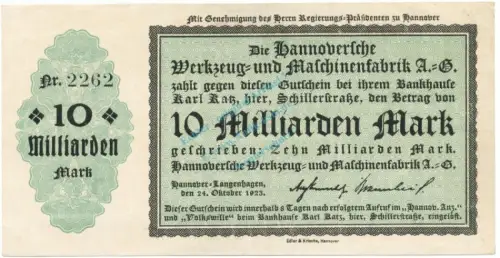 Mit Genehmigung des Herrn Regierungs-Präsidenten zu Hannover
Die Hannoversche
Werkzeug- und Maschinenfabrik A.-G.
zahlt gegen diesen Gutschein bei ihrem Bankhause
Karl Katz, hier, Schillerstraße, den Betrag von
10 Milliarden Mark
geschrieben: Zehn Milliarden Mark.
Hannoversche Werkzeug- und Maschinenfabrik A.-G.
Hannover-Langenhagen,
den 24. Oktober 1923.
Dieser Gutschein wird innerhalb 8 Tagen nach erfolgtem Aufruf im „Hannov. Anz."
und „Volkswille" beim Bankhause Karl Katz, hier, Schillerstraße, eingelöst.
Nr. 2262
10
Milliarden
Mark